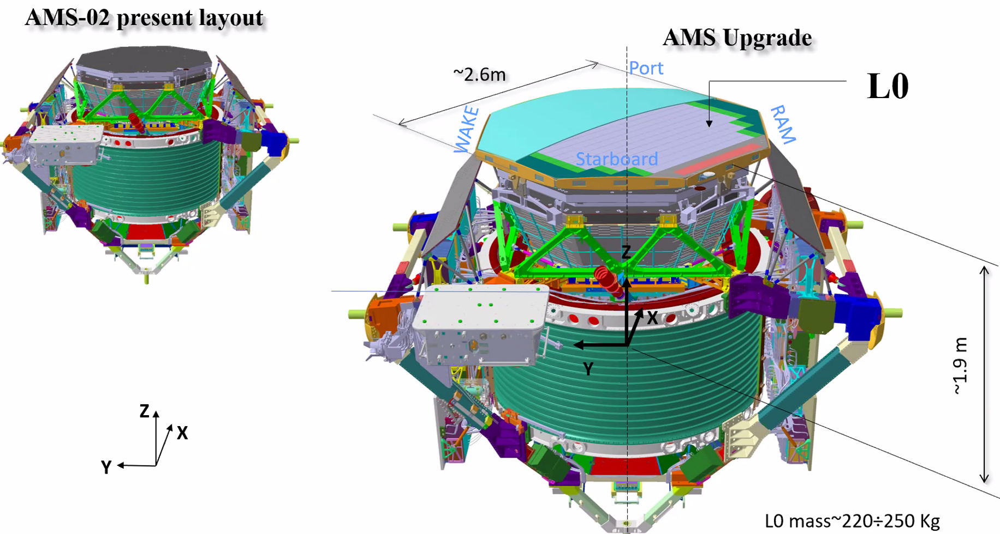 AMS-02 present layout
AMS Upgrade
Port
~2.6m
L0
WAKE
RAM
Starboard
Z
X
Y
~1.9 m
Z
X
Y
L0 mass~220÷250 Kg